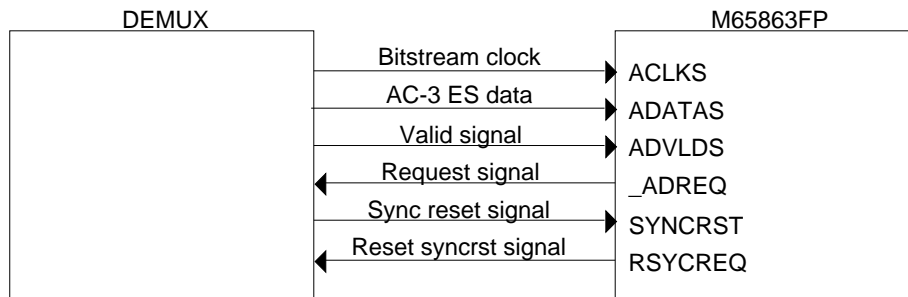 DEMUX
M65863FP
Bitstream clock
ACLKS
AC-3 ES data
ADATAS
Valid signal
ADVLDS
Request signal
_ADREQ
Sync reset signal
SYNCRST
Reset syncrst signal
RSYCREQ